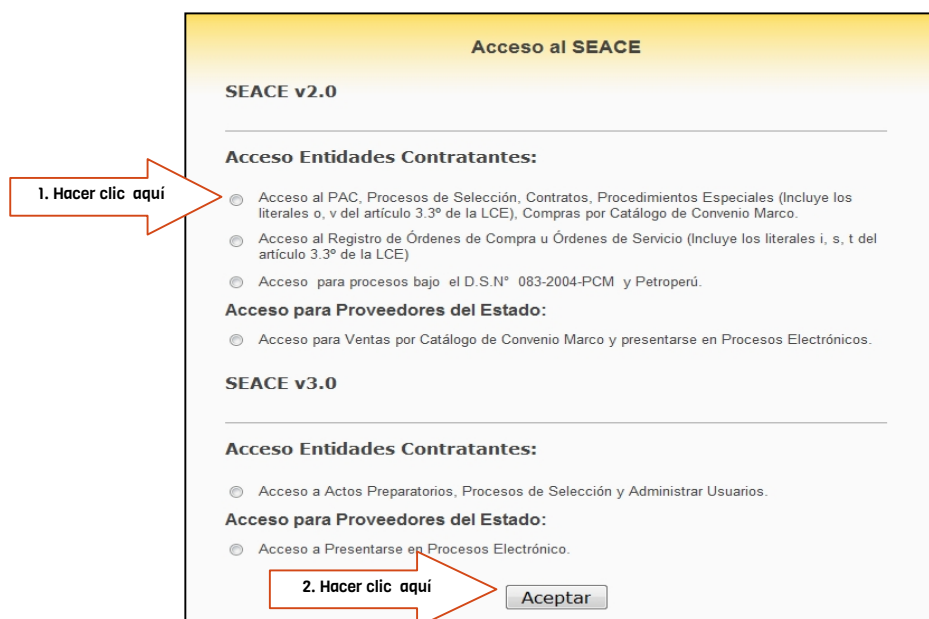 Acceso al SEACE
SEACE v2.0
Acceso Entidades Contratantes:
1. Hacer clic aquí
Acceso al PAC, Procesos de Selección, Contratos, Procedimientos Especiales (Incluye los
literales o, v del artículo 3.3º de la LCE), Compras por Catálogo de Convenio Marco.
Acceso al Registro de Órdenes de Compra u Órdenes de Servicio (Incluye los literales i, s, t del
artículo 3.3º de la LCE)
Acceso para procesos bajo el D.S.N° 083-2004-PCM y Petroperú.
Acceso para Proveedores del Estado:
Acceso para Ventas por Catálogo de Convenio Marco y presentarse en Procesos Electrónicos.
SEACE v3.0
Acceso Entidades Contratantes:
Acceso a Actos Preparatorios, Procesos de Selección y Administrar Usuarios.
Acceso para Proveedores del Estado:
Acceso a Presentarse en Procesos Electrónico.
2. Hacer clic aquí
Aceptar